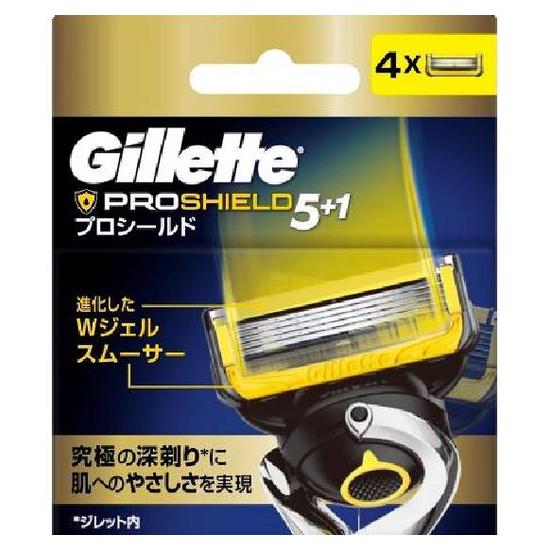 4x
Gillette
PROSHIELD 5+1
プロシールド
進化した
Wジェル
スムーサー
Gillette
究極の深剃り*に
肌へのやさしさを実現
*ジレット内